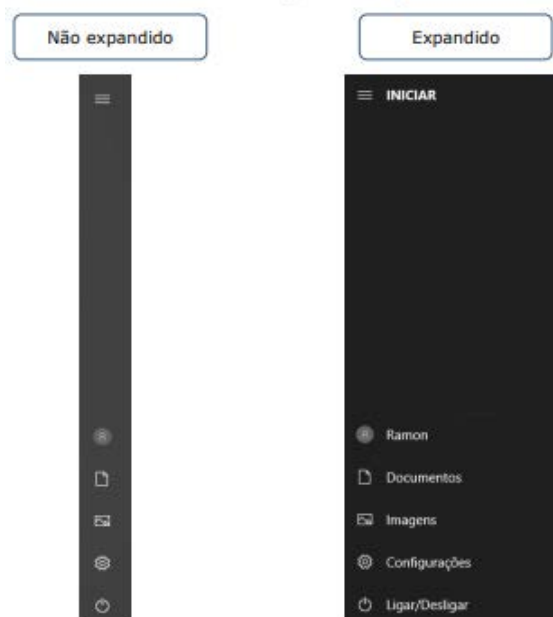 Não expandido
Expandido
INICIAR
Ramon
Documentos
Imagens
Configurações
Ligar/Desligar